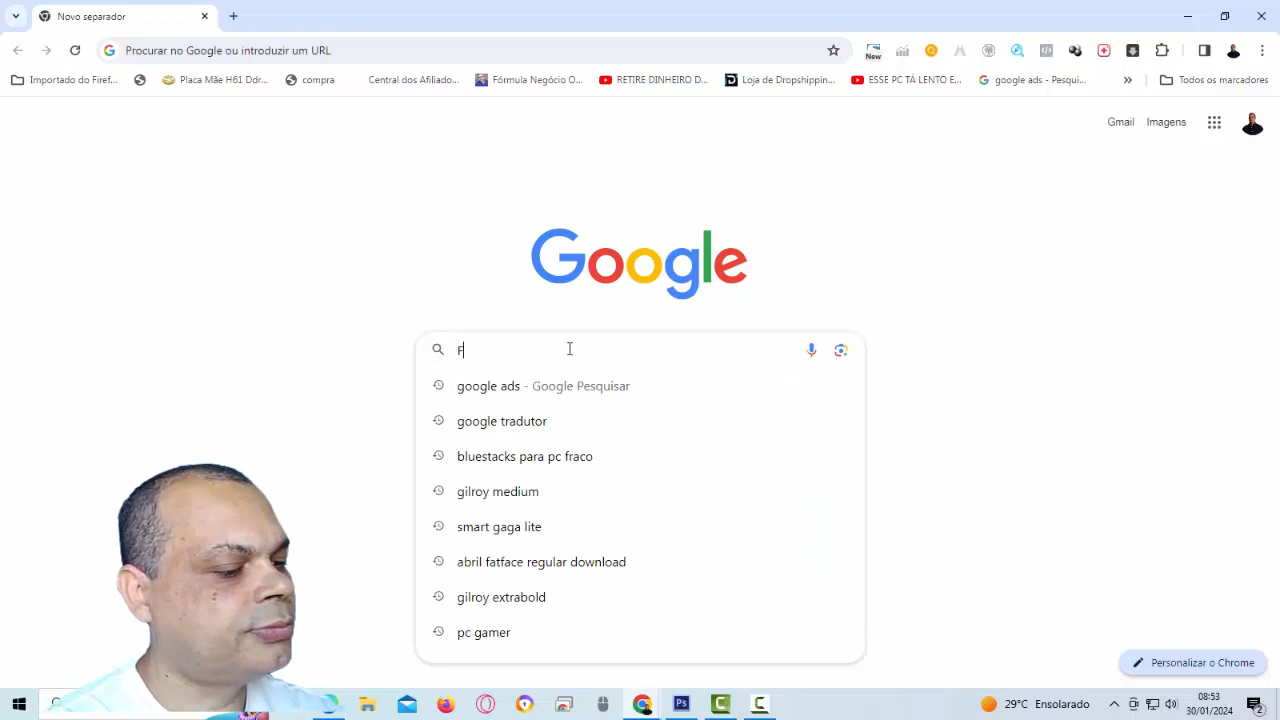 Novo separador
Procurar no Google ou introduzir um URL
New
Importado do Firef...
Placa Mãe H61 Ddr...
compra
Central dos Afiliado...
Fórmula Negócio O...
RETIRE DINHEIRO D...
Loja de Dropshippin...
ESSE PC TÁ LENTO E...
google ads - Pesqui...
»
Todos os marcadores
Gmail
Imagens
Google
F
google ads - Google Pesquisar
google tradutor
bluestacks para pc fraco
gilroy medium
smart gaga lite
abril fatface regular download
gilroy extrabold
pc gamer
Personalizar o Chrome
29°C Ensolarado
08:53
30/01/2024
2